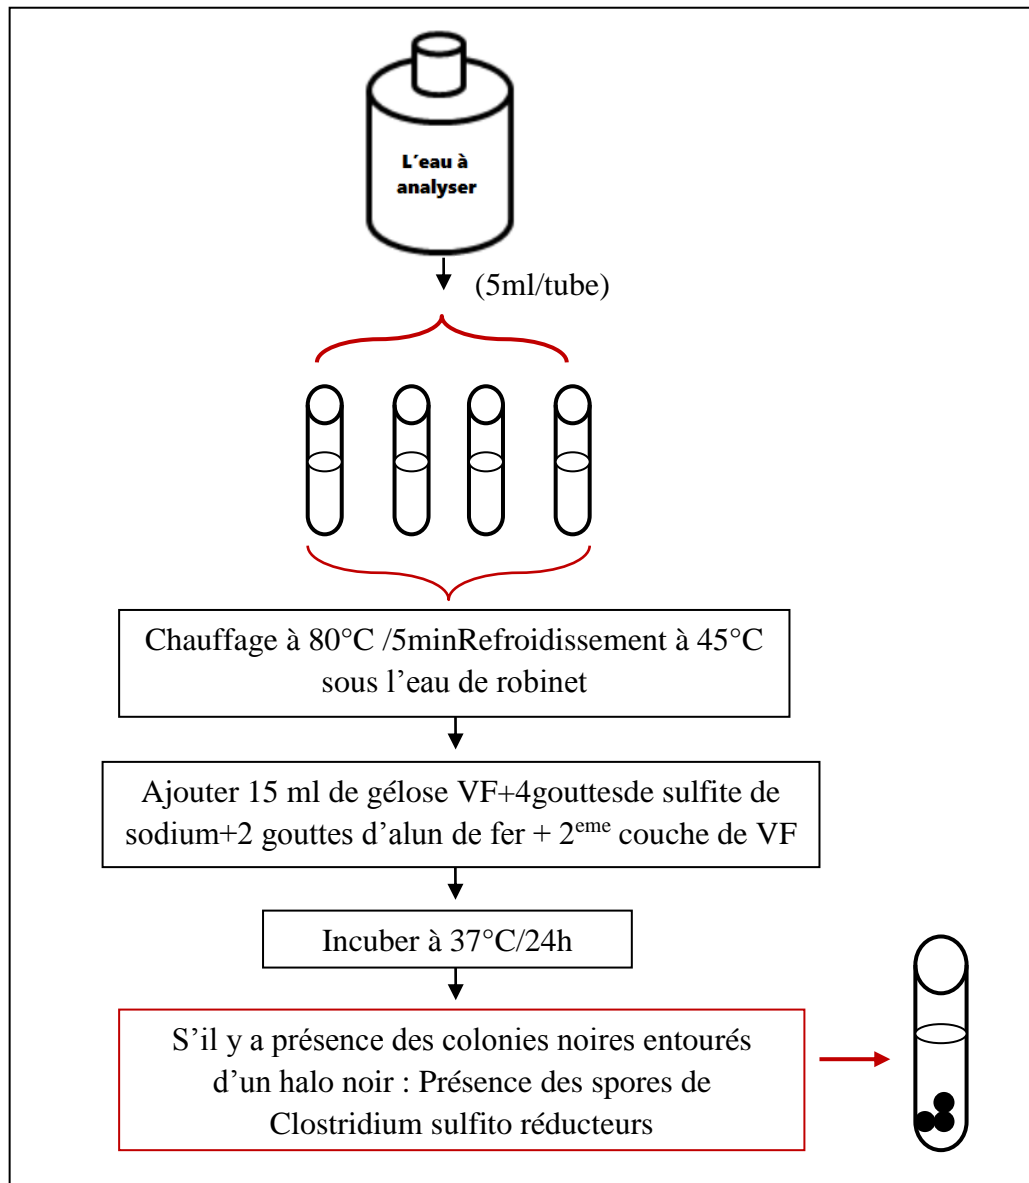 L'eau à
analyser
(5ml/tube)
Chauffage à 80°C /5minRefroidissement à 45°C
sous l'eau de robinet
Ajouter 15 ml de gélose VF+4gouttesde sulfite de
sodium+2 gouttes d'alun de fer + 2eme couche de VF
Incuber à 37°C/24h
S'il y a présence des colonies noires entourés
d'un halo noir : Présence des spores de
Clostridium sulfito réducteurs